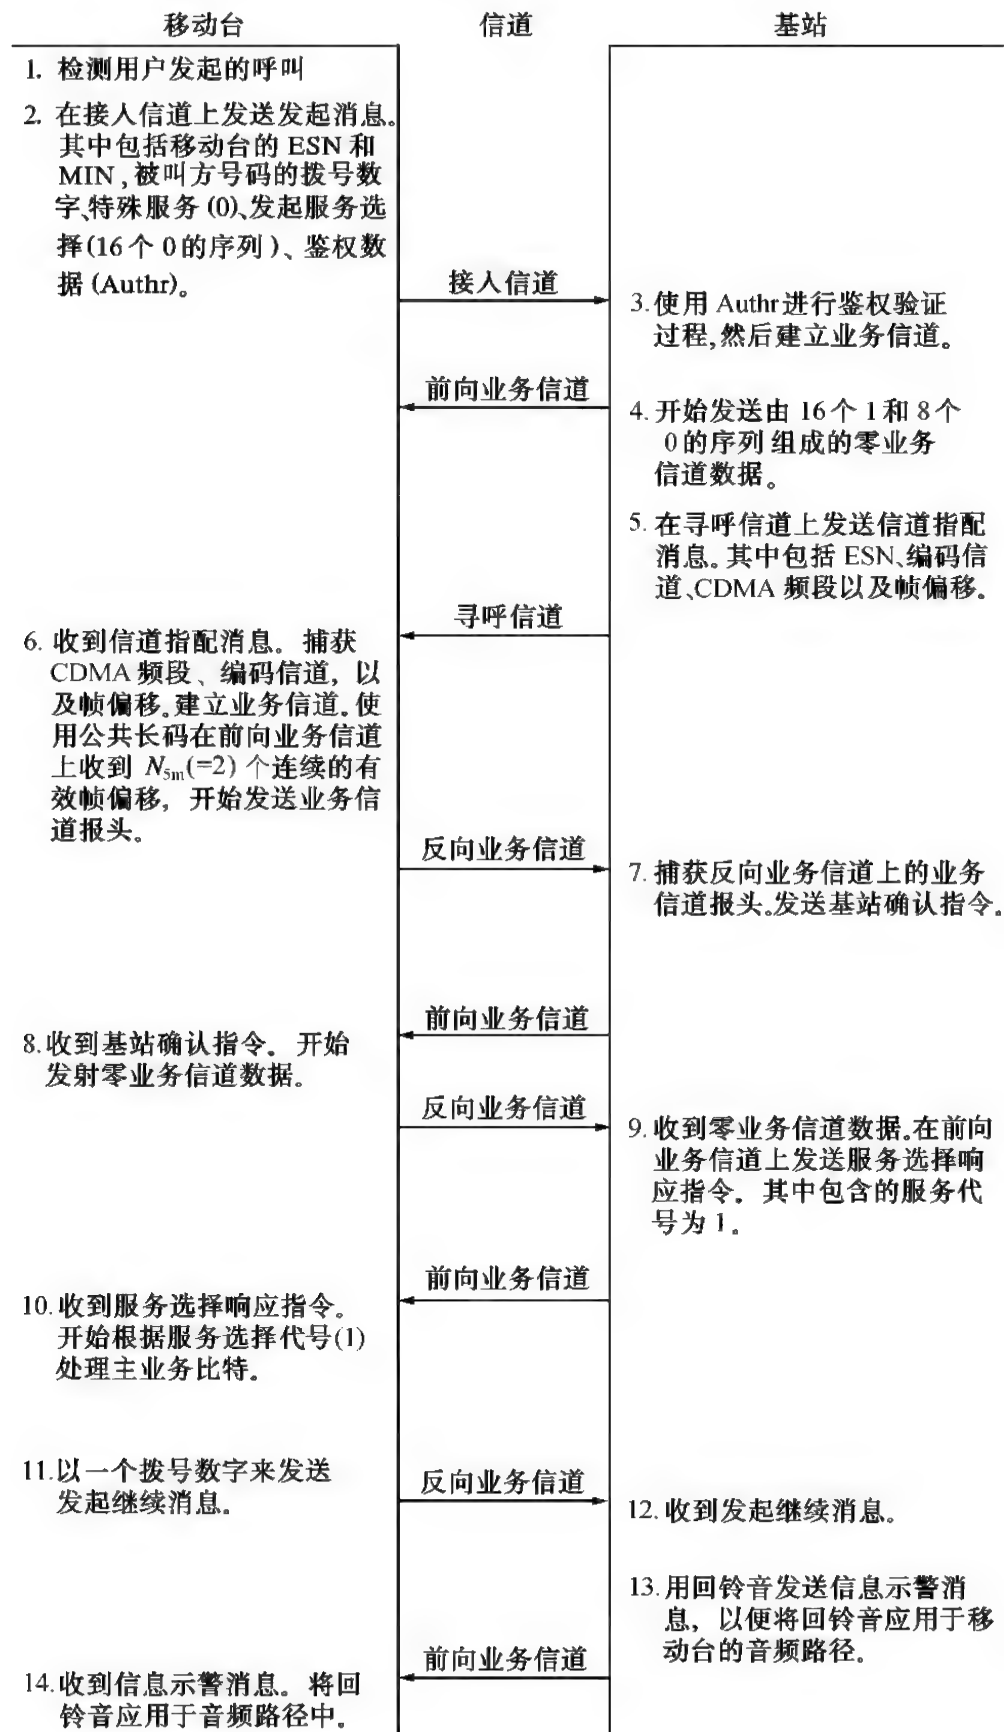 移动台 信道 基站
1. 检测用户发起的呼叫
2. 在接入信道上发送发起消息。
其中包括移动台的 ESN 和
MIN,被叫方号码的拨号数
字、特殊服务 (0)、发起服务选
择(16个 0的序列)、鉴权数
据 (Authr)。
接入信道
3.使用 Authr进行鉴权验证
过程,然后建立业务信道。
前向业务信道
4. 开始发送由 16个 1和 8个
0的序列 组成的零业务
信道数据。
5. 在寻呼信道上发送信道指配
消息。其中包括 ESN、编码信
道、CDMA 频段以及帧偏移。
寻呼信道
6. 收到信道指配消息。捕获
CDMA 频段、编码信道, 以
及帧偏移。建立业务信道.使
用公共长码在前向业务信道
上收到 N5m(=2) 个连续的有
效帧偏移, 开始发送业务信
道报头。
反向业务信道
7. 捕获反向业务信道上的业务
信道报头。发送基站确认指令。
前向业务信道
8.收到基站确认指令。开始
发射零业务信道数据。
反向业务信道
9. 收到零业务信道数据。在前向
业务信道上发送服务选择响
应指令。其中包含的服务代
号为 1。
前向业务信道
10.收到服务选择响应指令。
开始根据服务选择代号(1)
处理主业务比特。
11.以一个拨号数字来发送
发起继续消息。
反向业务信道
12. 收到发起继续消息。
13. 用回铃音发送信息示警消
息, 以便将回铃音应用于移
动台的音频路径。
前向业务信道
14.收到信息示警消息。将回
铃音应用于音频路径中。